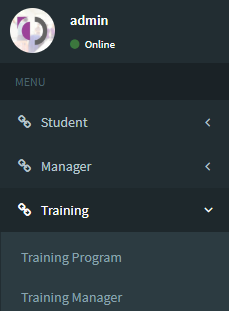 admin
Online
MENU
Student
Manager
Training
Training Program
Training Manager